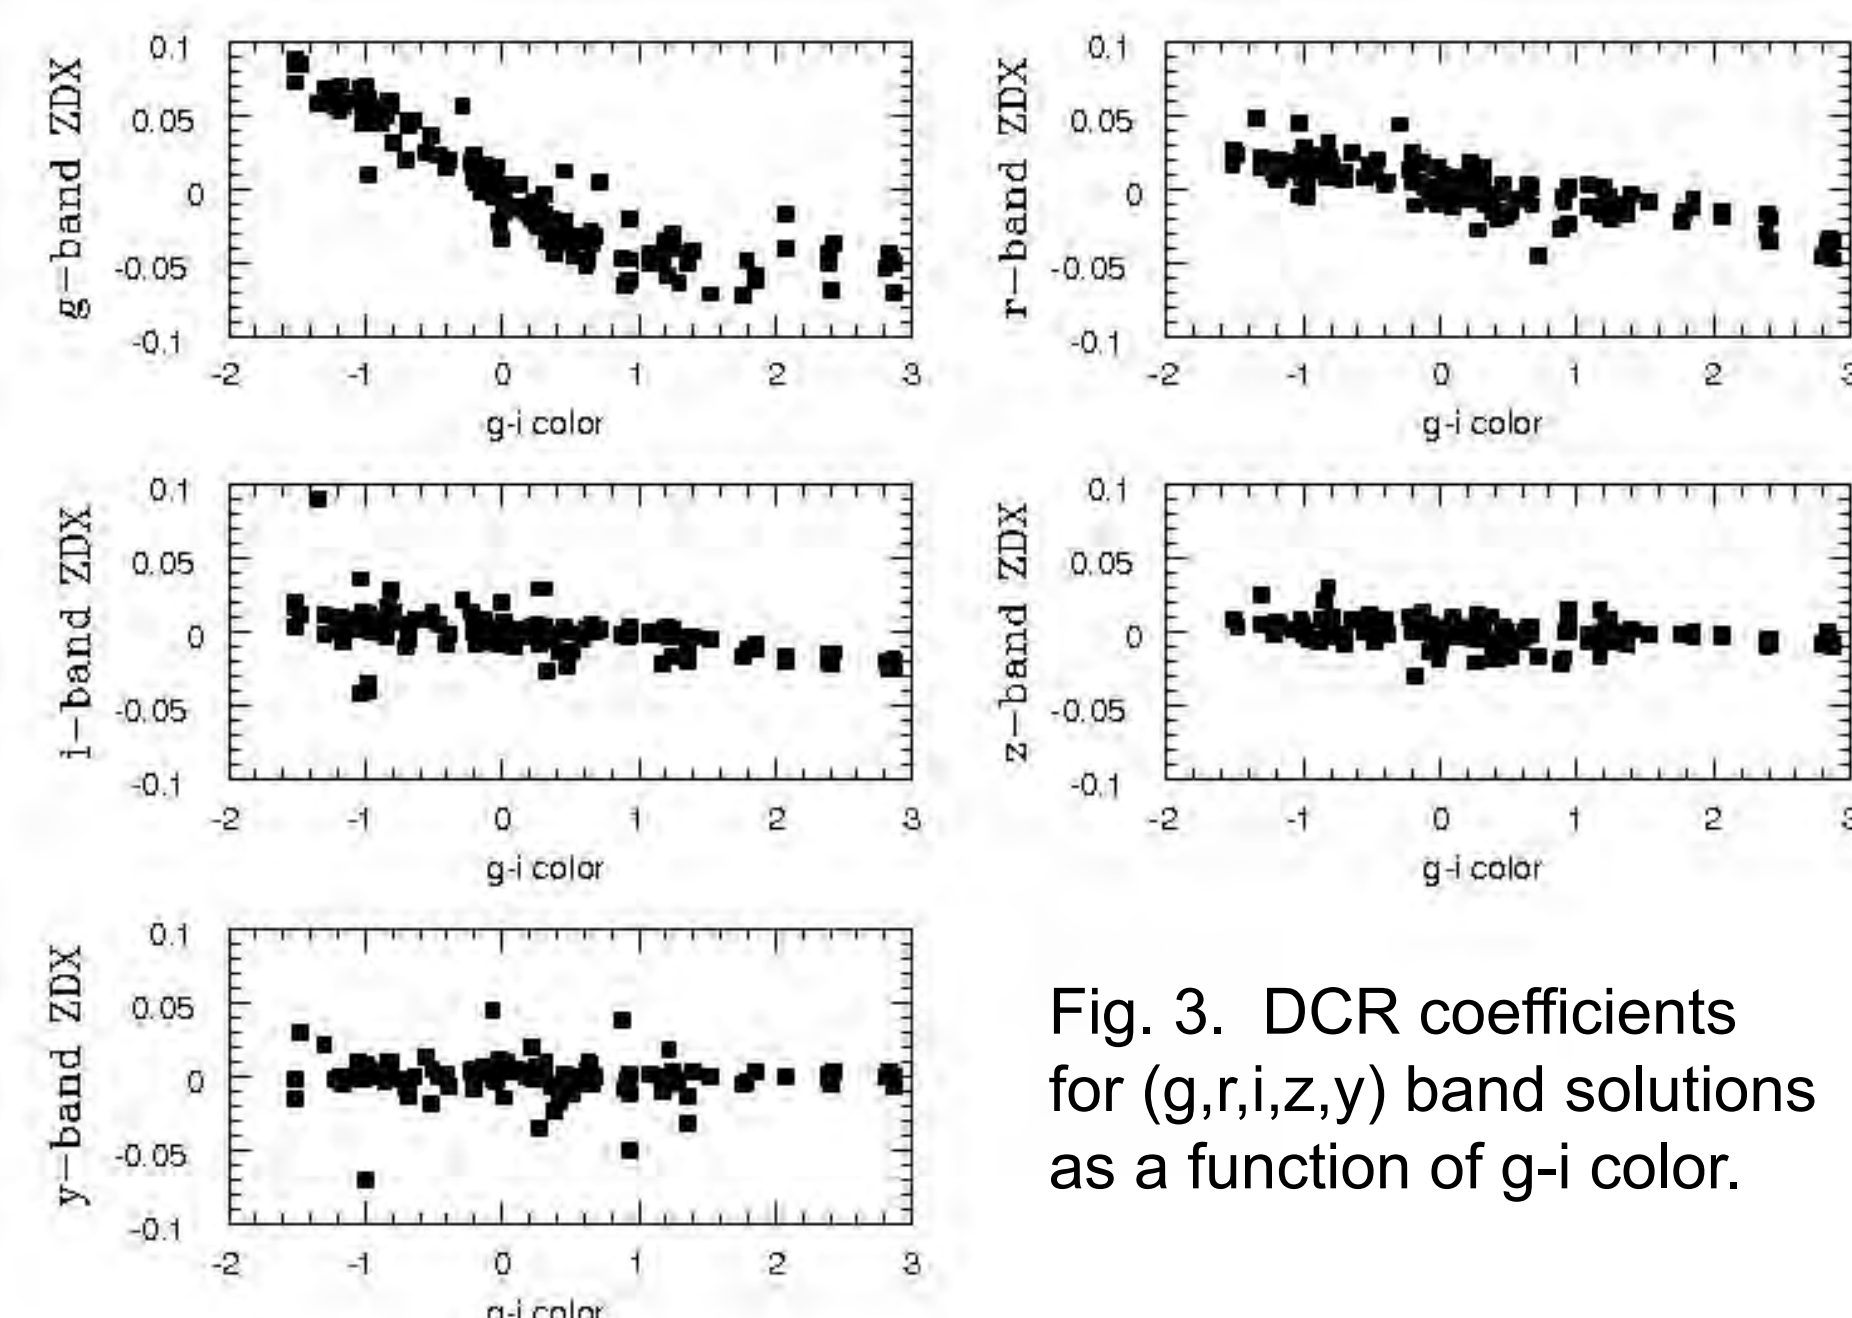 0.1 0.05 0 -0.05 -0.1
g-band ZDX
-2 -1 0 1 2 3
g-i color
0.1 0.05 0 -0.05 -0.1
r-band ZDX
-2 -1 0 1 2 3
g-i color
0.1 0.05 0 -0.05 -0.1
i-band ZDX
-2 -1 0 1 2 3
g-i color
0.1 0.05 0 -0.05 -0.1
z-band ZDX
-2 -1 0 1 2 3
g-i color
0.1 0.05 0 -0.05 -0.1
y-band ZDX
-2 -1 0 1 2 3
g-i color
Fig. 3. DCR coefficients
for (g,r,i,z,y) band solutions
as a function of g-i color.